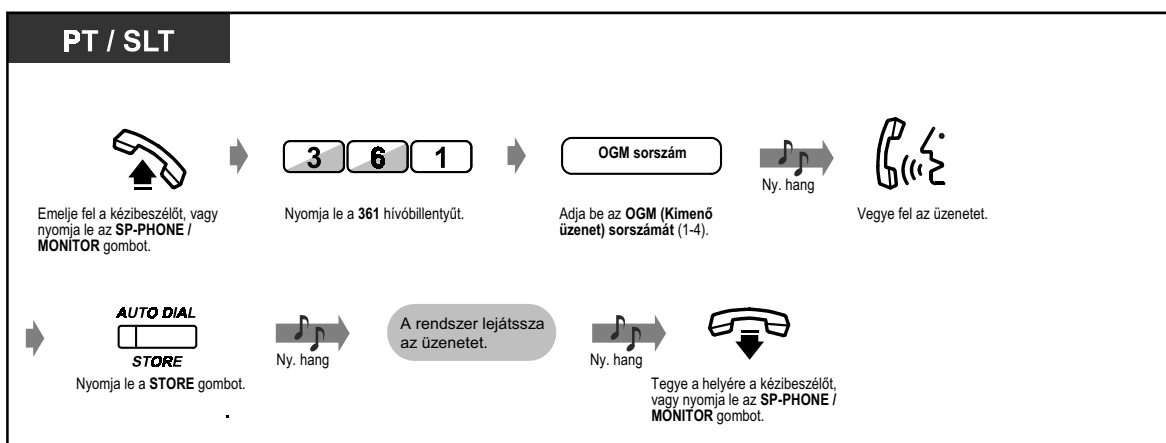 PT / SLT
Emelje fel a kézibeszélőt, vagy
nyomja le az SP-PHONE /
MONITOR gombot.
3 6 1
Nyomja le a 361 hívóbillentyűt.
OGM sorszám
Adja be az OGM (Kimenő
üzenet) sorszámát (1-4).
Ny. hang
Vegye fel az üzenetet.
AUTO DIAL
STORE
Nyomja le a STORE gombot.
Ny. hang
A rendszer lejátssza
az üzenetet.
Ny. hang
Tegye a helyére a kézibeszélőt,
vagy nyomja le az SP-PHONE /
MONITOR gombot.